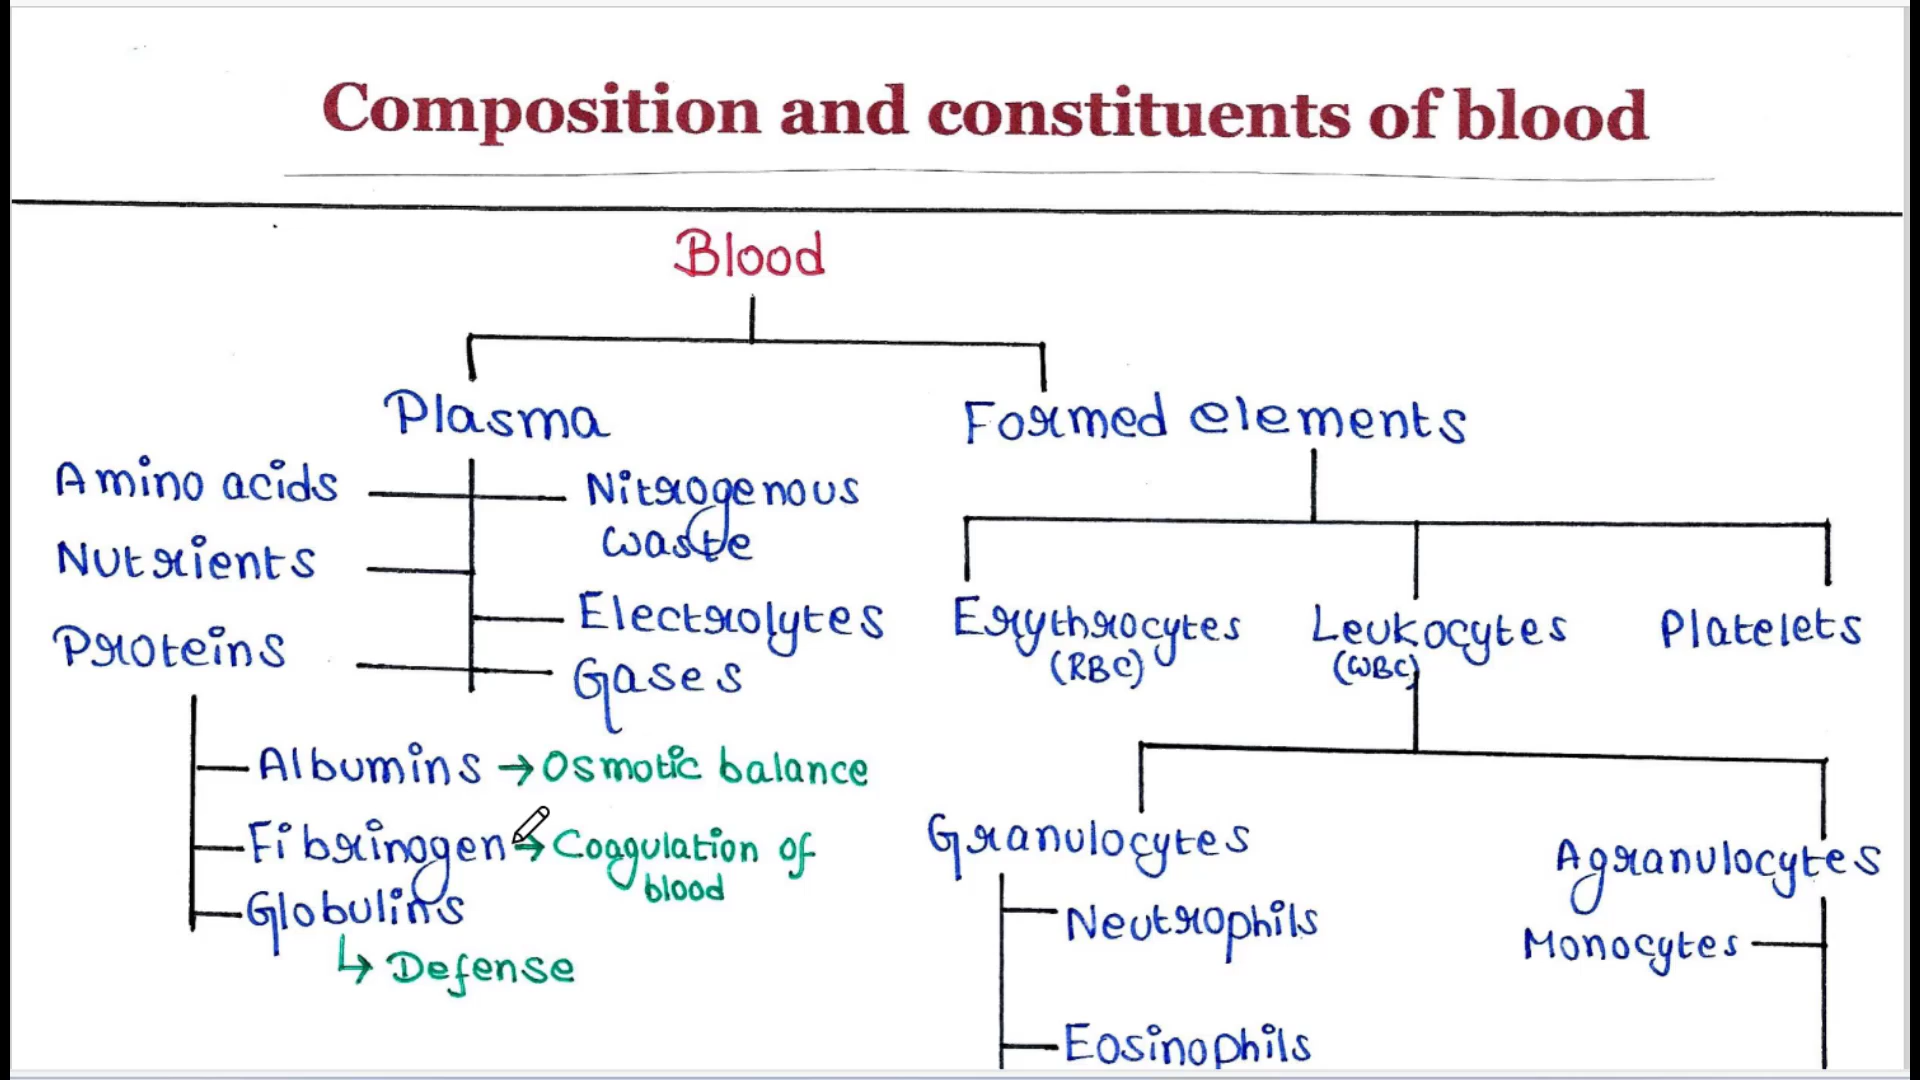 Composition and constituents of blood
Blood
Plasma
Formed elements
Amino acids
Nitrogenous
waste
Nutrients
Electrolytes
Proteins
Gases
Albumins → Osmotic balance
Fibrinogen → Coagulation of
blood
Globulins
↳ Defense
Erythrocytes
(RBC)
Leukocytes
(WBC)
Platelets
Granulocytes
Neutrophils
Eosinophils
Agranulocytes
Monocytes